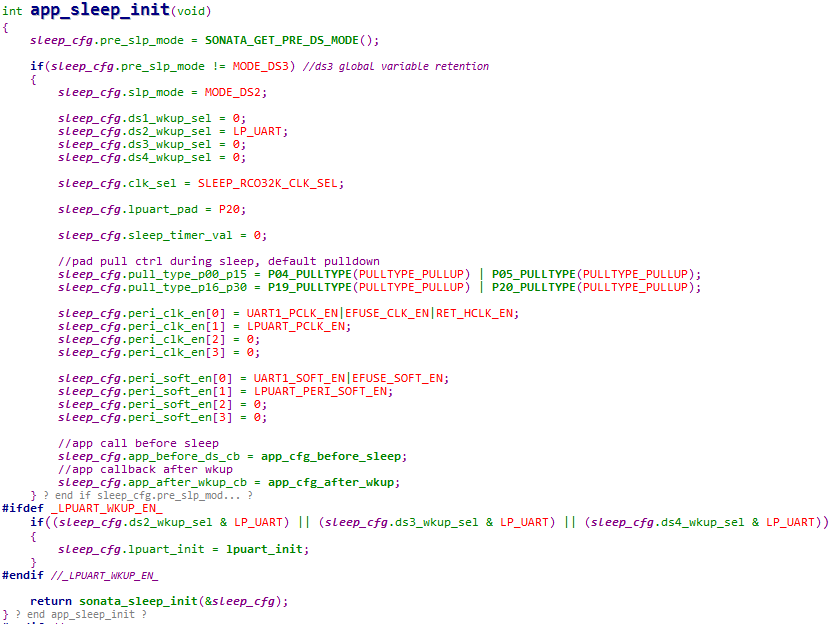 int app_sleep_init(void)
{
    sleep_cfg.pre_slp_mode = SONATA_GET_PRE_DS_MODE();

    if(sleep_cfg.pre_slp_mode != MODE_DS3) //ds3 global variable retention
    {
        sleep_cfg.slp_mode = MODE_DS2;

        sleep_cfg.ds1_wkup_sel = 0;
        sleep_cfg.ds2_wkup_sel = LP_UART;
        sleep_cfg.ds3_wkup_sel = 0;
        sleep_cfg.ds4_wkup_sel = 0;

        sleep_cfg.clk_sel = SLEEP_RCO32K_CLK_SEL;

        sleep_cfg.lpuart_pad = P20;

        sleep_cfg.sleep_timer_val = 0;

        //pad pull ctrl during sleep, default pulldown
        sleep_cfg.pull_type_p00_p15 = P04_PULLTYPE(PULLTYPE_PULLUP) | P05_PULLTYPE(PULLTYPE_PULLUP);
        sleep_cfg.pull_type_p16_p30 = P19_PULLTYPE(PULLTYPE_PULLUP) | P20_PULLTYPE(PULLTYPE_PULLUP);

        sleep_cfg.peri_clk_en[0] = UART1_PCLK_EN|EFUSE_CLK_EN|RET_HCLK_EN;
        sleep_cfg.peri_clk_en[1] = LPUART_PCLK_EN;
        sleep_cfg.peri_clk_en[2] = 0;
        sleep_cfg.peri_clk_en[3] = 0;

        sleep_cfg.peri_soft_en[0] = UART1_SOFT_EN|EFUSE_SOFT_EN;
        sleep_cfg.peri_soft_en[1] = LPUART_PERI_SOFT_EN;
        sleep_cfg.peri_soft_en[2] = 0;
        sleep_cfg.peri_soft_en[3] = 0;

        //app call before sleep
        sleep_cfg.app_before_ds_cb = app_cfg_before_sleep;
        //app callback after wkup
        sleep_cfg.app_after_wkup_cb = app_cfg_after_wkup;
    } ? end if sleep_cfg.pre_slp_mod... ?
#ifdef _LPUART_WKUP_EN_
    if((sleep_cfg.ds2_wkup_sel & LP_UART) || (sleep_cfg.ds3_wkup_sel & LP_UART) || (sleep_cfg.ds4_wkup_sel & LP_UART))
    {
        sleep_cfg.lpuart_init = lpuart_init;
    }
#endif //_LPUART_WKUP_EN_

    return sonata_sleep_init(&sleep_cfg);
} ? end app_sleep_init ?